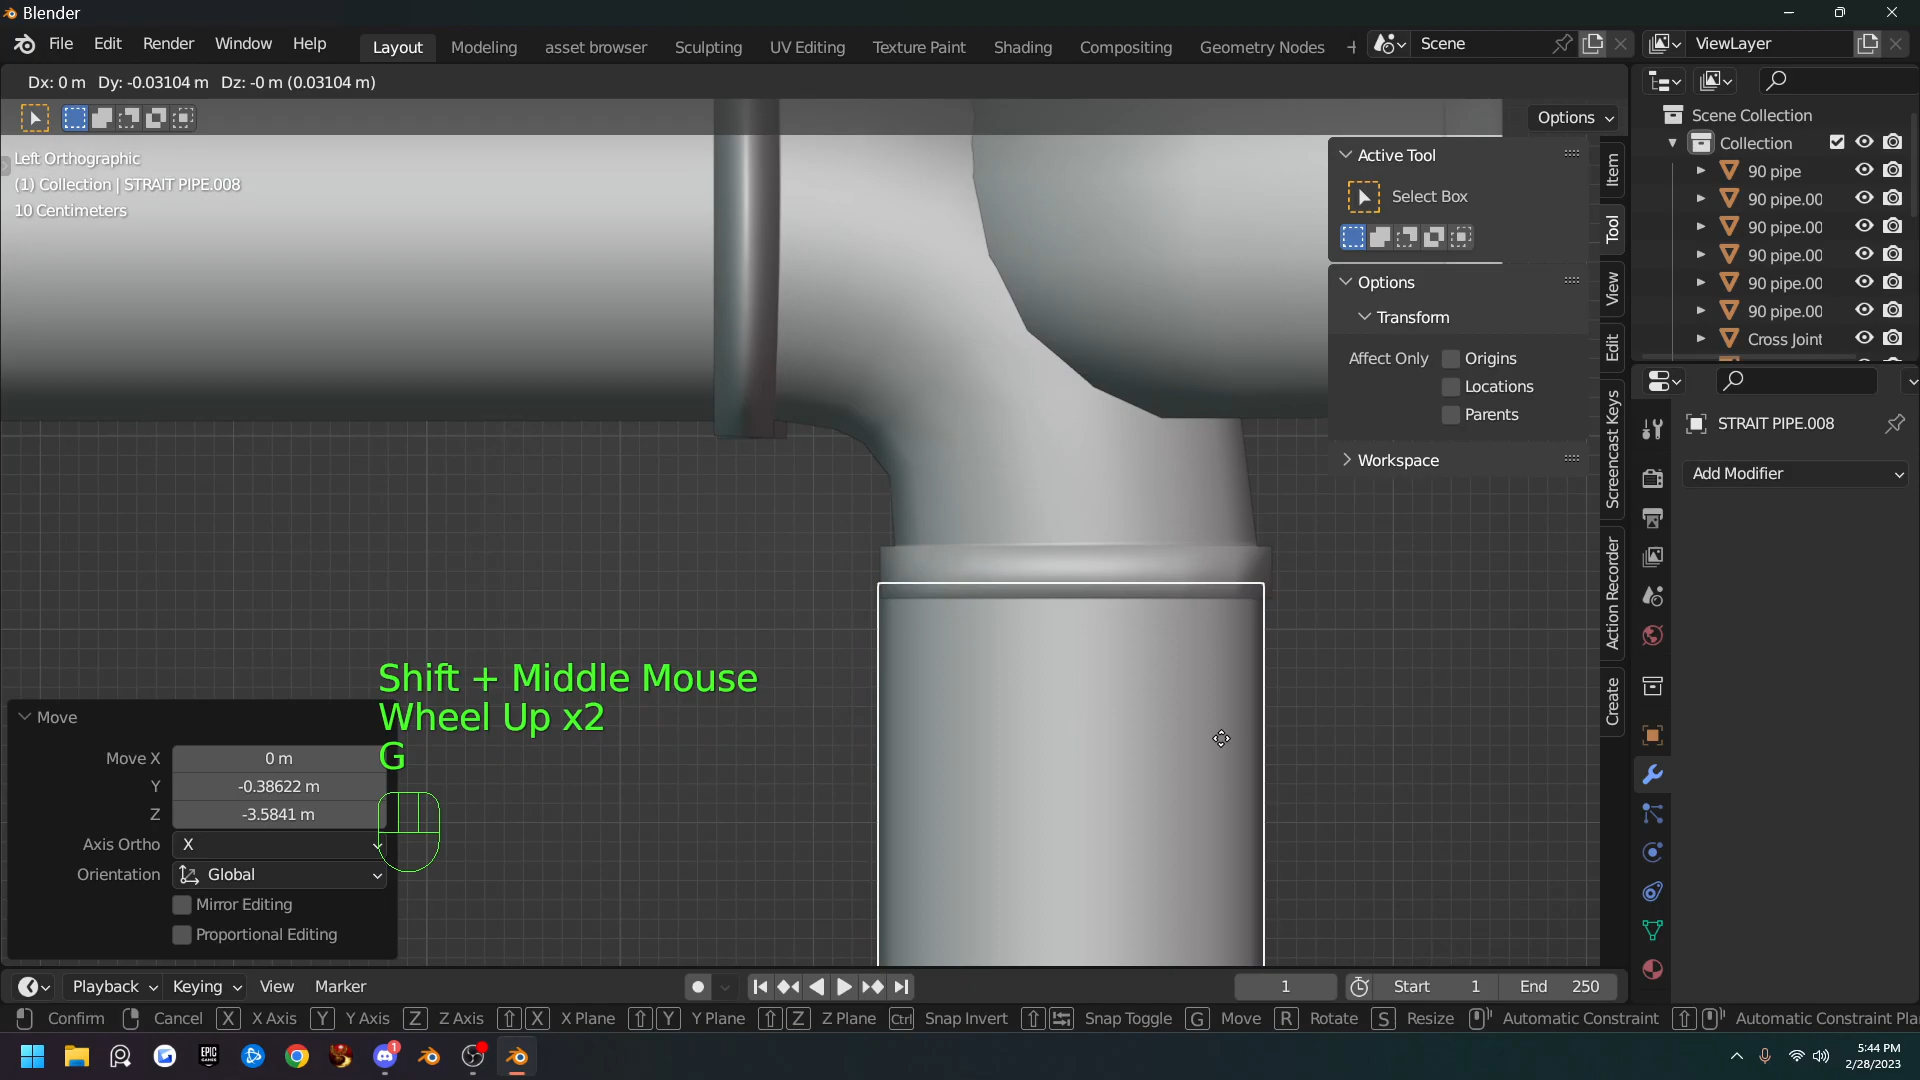 Blender
File Edit Render Window Help
Layout Modeling asset browser Sculpting UV Editing Texture Paint Shading Compositing Geometry Nodes
Scene
ViewLayer
Dx: 0 m Dy: -0.03104 m Dz: -0 m (0.03104 m)
Options
Left Orthographic
(1) Collection | STRAIT PIPE.008
10 Centimeters
Active Tool
Select Box
Options
Transform
Affect Only Origins
Locations
Parents
Workspace
Item
Tool
View
Edit
Screencast Keys
Action Recorder
Create
Scene Collection
Collection
90 pipe
90 pipe.00
90 pipe.00
90 pipe.00
90 pipe.00
90 pipe.00
Cross Joint
STRAIT PIPE.008
Add Modifier
Shift + Middle Mouse
Wheel Up x2
G
Move
Move X 0 m
Y -0.38622 m
Z -3.5841 m
Axis Ortho X
Orientation Global
Mirror Editing
Proportional Editing
Playback Keying View Marker
1
Start 1
End 250
Confirm Cancel X X Axis Y Y Axis Z Z Axis X X Plane Y Y Plane Z Z Plane Ctrl Snap Invert Snap Toggle G Move R Rotate S Resize Automatic Constraint Automatic Constraint Pla
EPIC GAMES
1
5:44 PM
2/28/2023